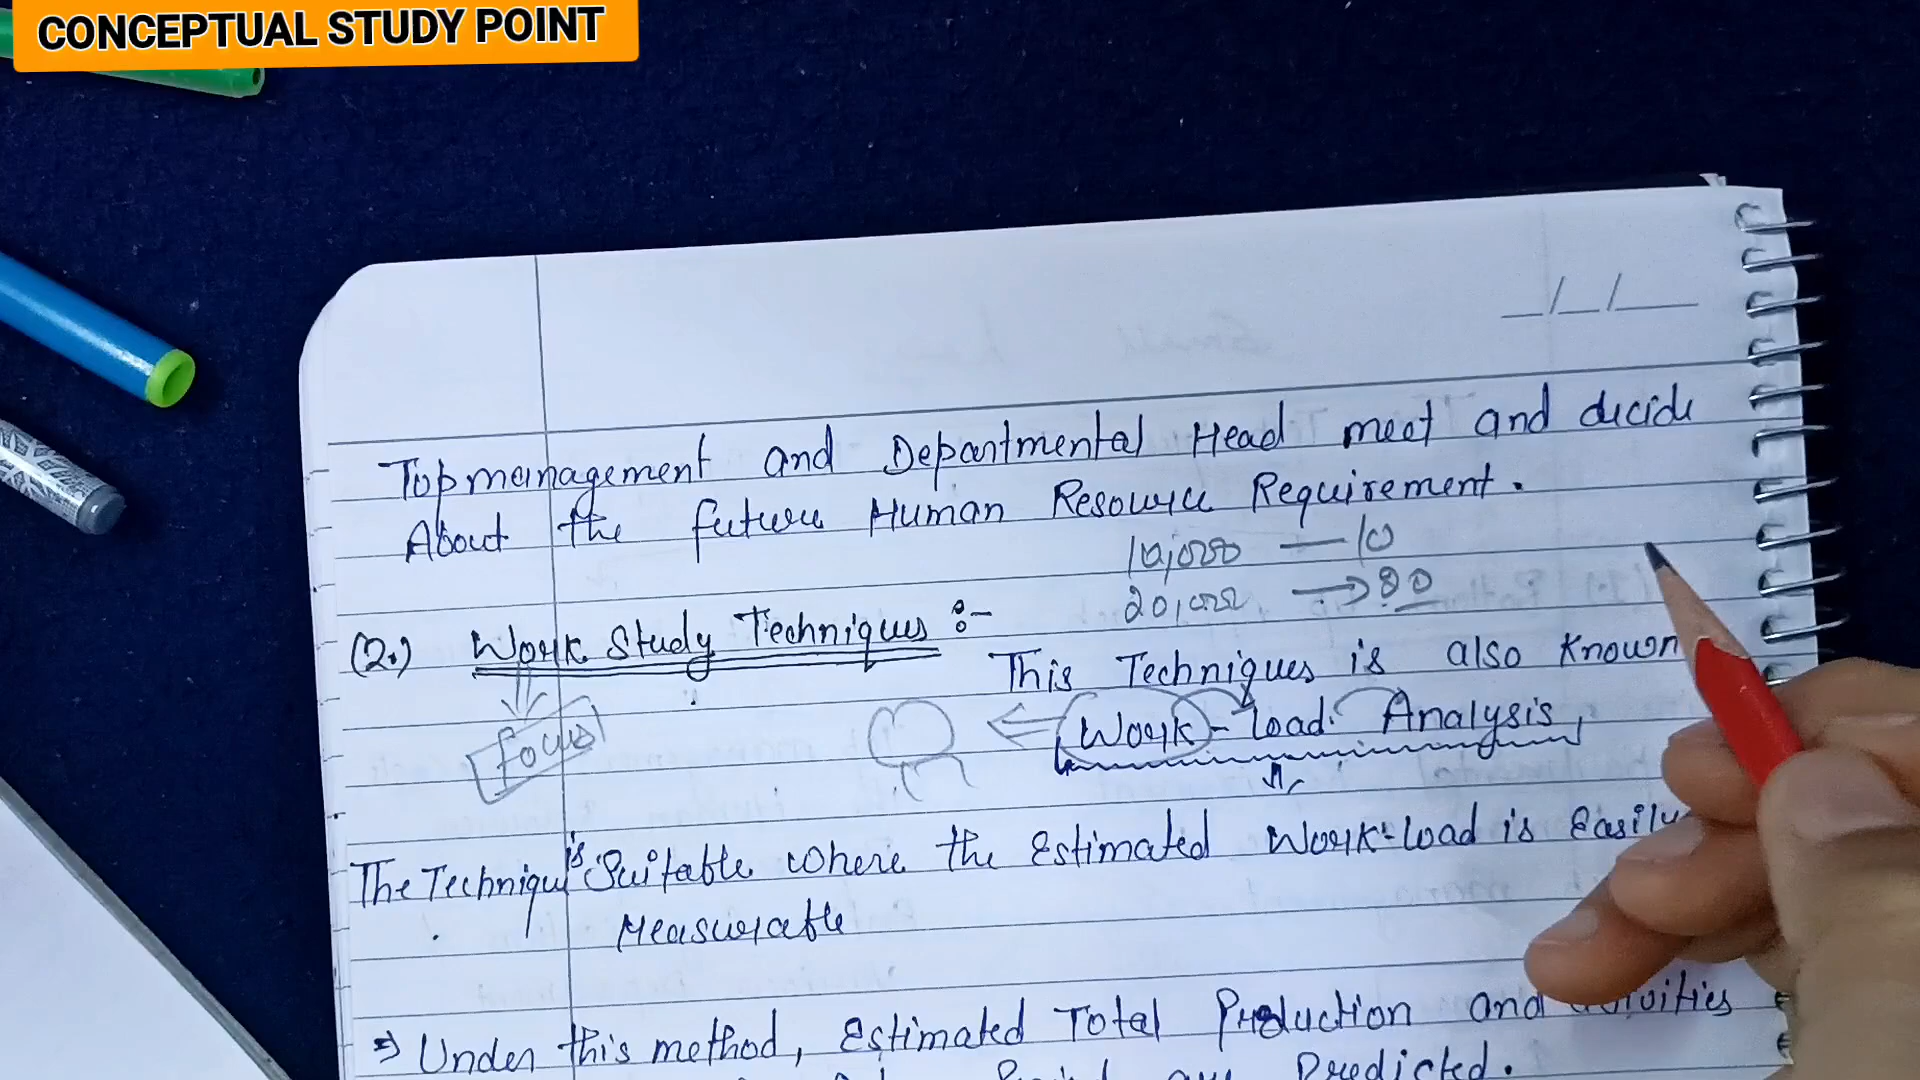 CONCEPTUAL STUDY POINT
_/_/__
Top management and Departmental Head meet and decide
About the future Human Resource Requirement.
10,000 — 10
20,000 →
(2.) Work Study Techniques :-
This Techniques is also Known
focus
Work-load Analysis,
The Technique is Suitable where the Estimated Work-load is Easily
Measurable
⇒ Under this method, Estimated Total Production and
are Predicted.